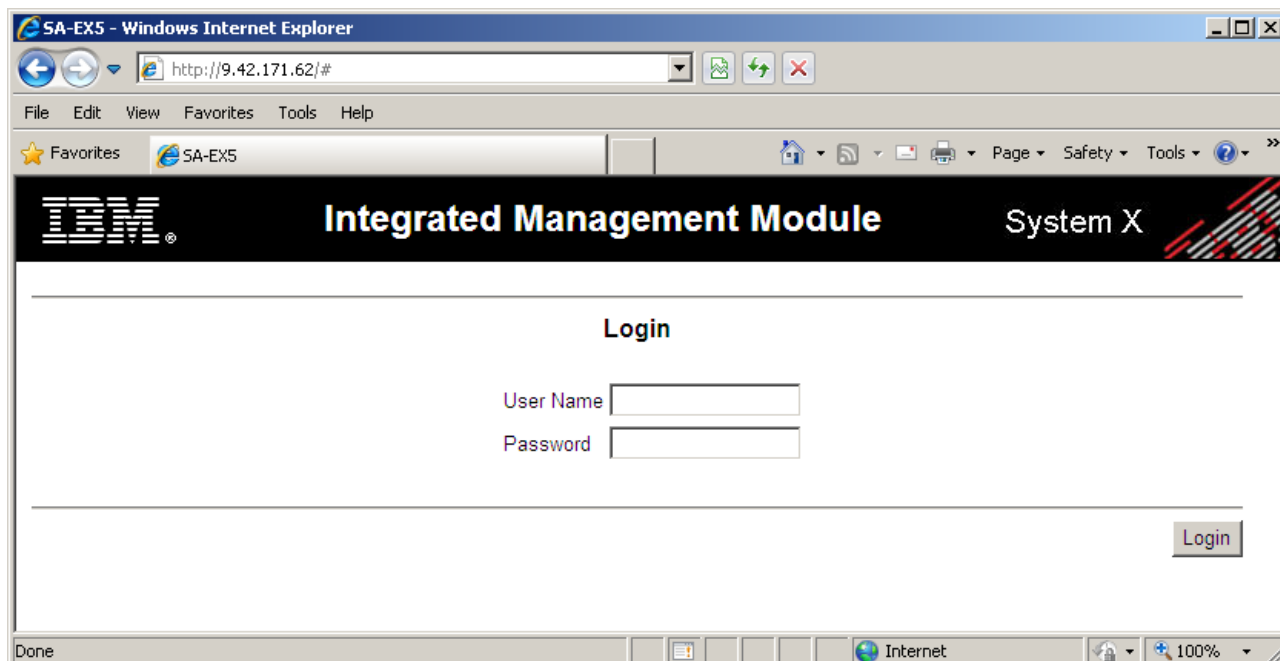 SA-EX5 - Windows Internet Explorer
http://9.42.171.62/#
File Edit View Favorites Tools Help
Favorites SA-EX5 Page Safety Tools »
IBM® Integrated Management Module System X
Login
User Name
Password
Login
Done Internet 100%